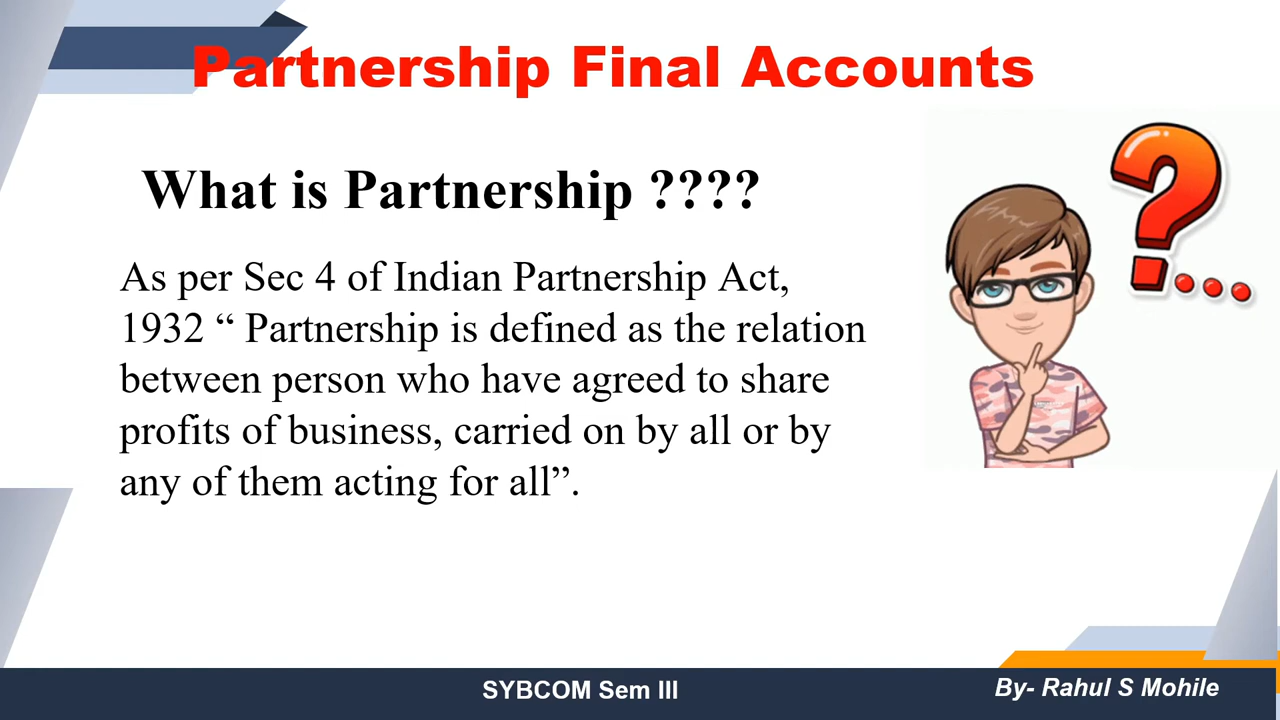 Partnership Final Accounts
What is Partnership ????
As per Sec 4 of Indian Partnership Act,
1932 “ Partnership is defined as the relation
between person who have agreed to share
profits of business, carried on by all or by
any of them acting for all”.
SYBCOM Sem III
By- Rahul S Mohile